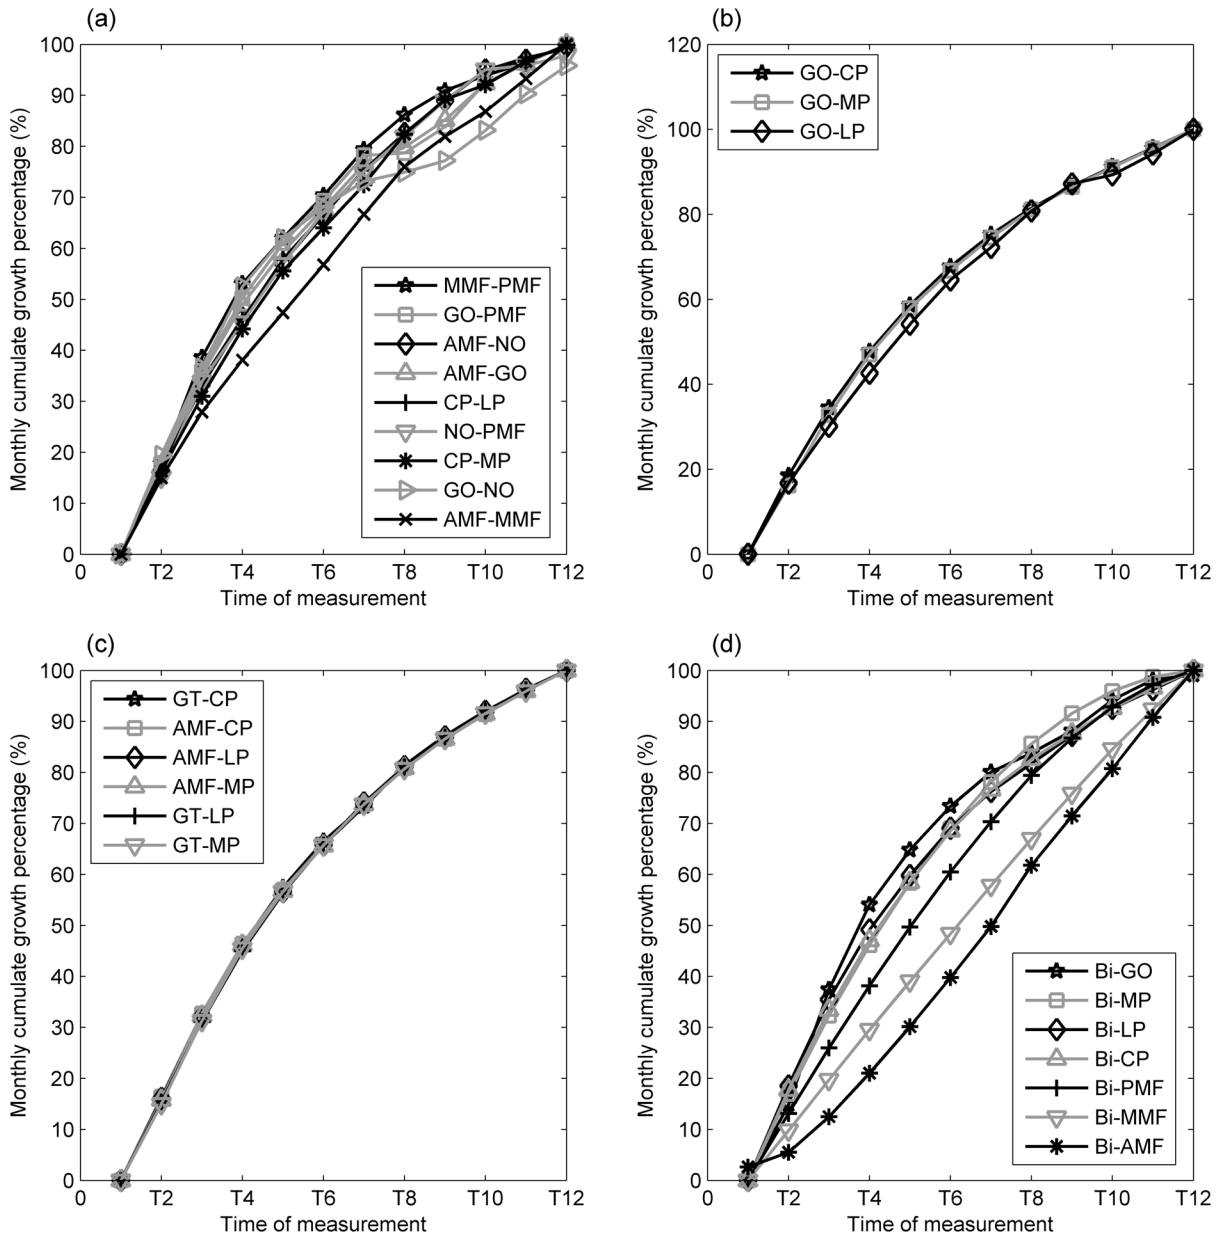 (a)
Monthly cumulate growth percentage (%)
100
90
80
70
60
50
40
30
20
10
0
MMF-PMF
GO-PMF
AMF-NO
AMF-GO
CP-LP
NO-PMF
CP-MP
GO-NO
AMF-MMF
0 T2 T4 T6 T8 T10 T12
Time of measurement
(b)
Monthly cumulate growth percentage (%)
120
100
80
60
40
20
0
GO-CP
GO-MP
GO-LP
0 T2 T4 T6 T8 T10 T12
Time of measurement
(c)
Monthly cumulate growth percentage (%)
100
90
80
70
60
50
40
30
20
10
0
GT-CP
AMF-CP
AMF-LP
AMF-MP
GT-LP
GT-MP
0 T2 T4 T6 T8 T10 T12
Time of measurement
(d)
Monthly cumulate growth percentage (%)
100
90
80
70
60
50
40
30
20
10
0
Bi-GO
Bi-MP
Bi-LP
Bi-CP
Bi-PMF
Bi-MMF
Bi-AMF
0 T2 T4 T6 T8 T10 T12
Time of measurement